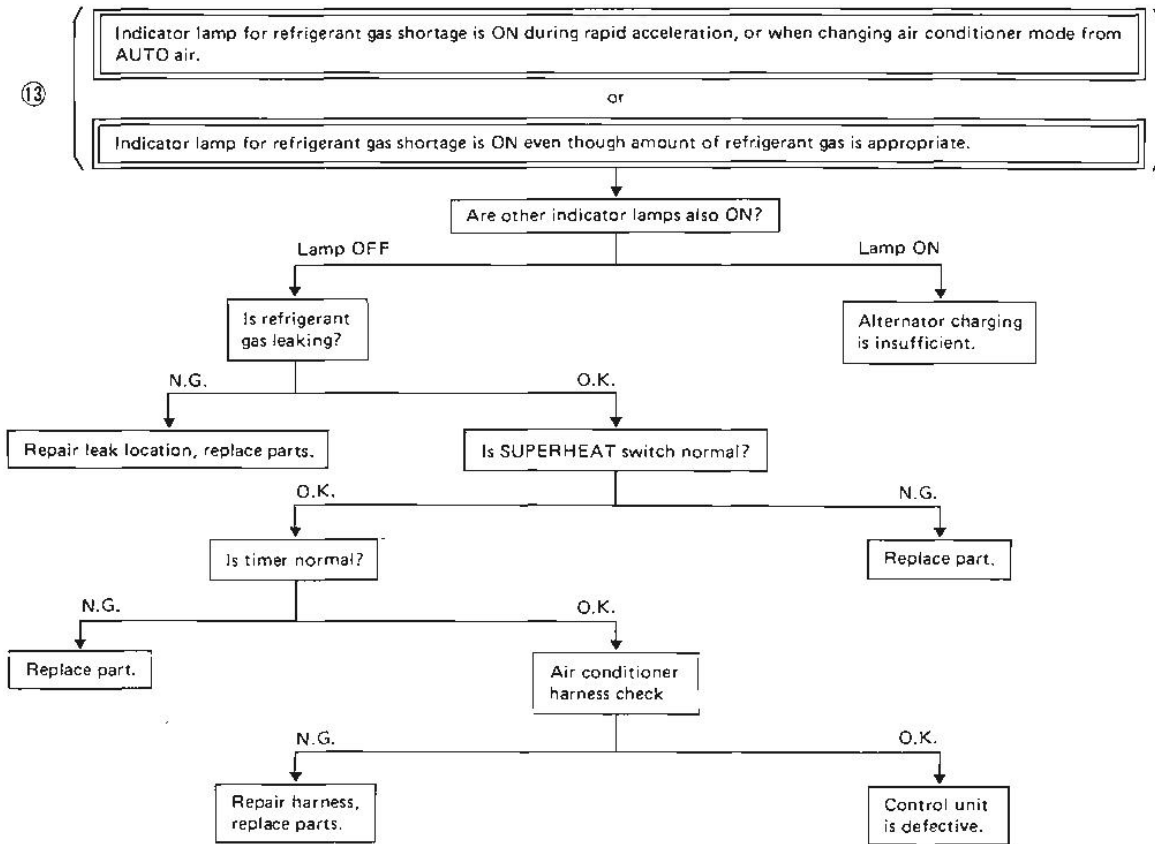 ⑬
Indicator lamp for refrigerant gas shortage is ON during rapid acceleration, or when changing air conditioner mode from
AUTO air.
or
Indicator lamp for refrigerant gas shortage is ON even though amount of refrigerant gas is appropriate.
Are other indicator lamps also ON?
Lamp OFF
Lamp ON
Is refrigerant
gas leaking?
Alternator charging
is insufficient.
N.G.
O.K.
Repair leak location, replace parts.
Is SUPERHEAT switch normal?
O.K.
N.G.
Is timer normal?
Replace part.
N.G.
O.K.
Replace part.
Air conditioner
harness check
N.G.
O.K.
Repair harness,
replace parts.
Control unit
is defective.